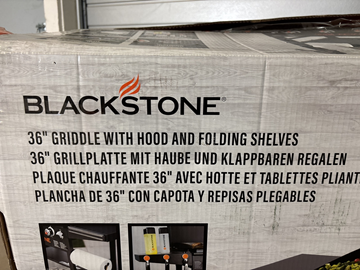 BLACKSTONE®
36" GRIDDLE WITH HOOD AND FOLDING SHELVES
36" GRILLPLATTE MIT HAUBE UND KLAPPBAREN REGALEN
PLAQUE CHAUFFANTE 36" AVEC HOTTE ET TABLETTES PLIANT
PLANCHA DE 36" CON CAPOTA Y REPISAS PLEGABLES